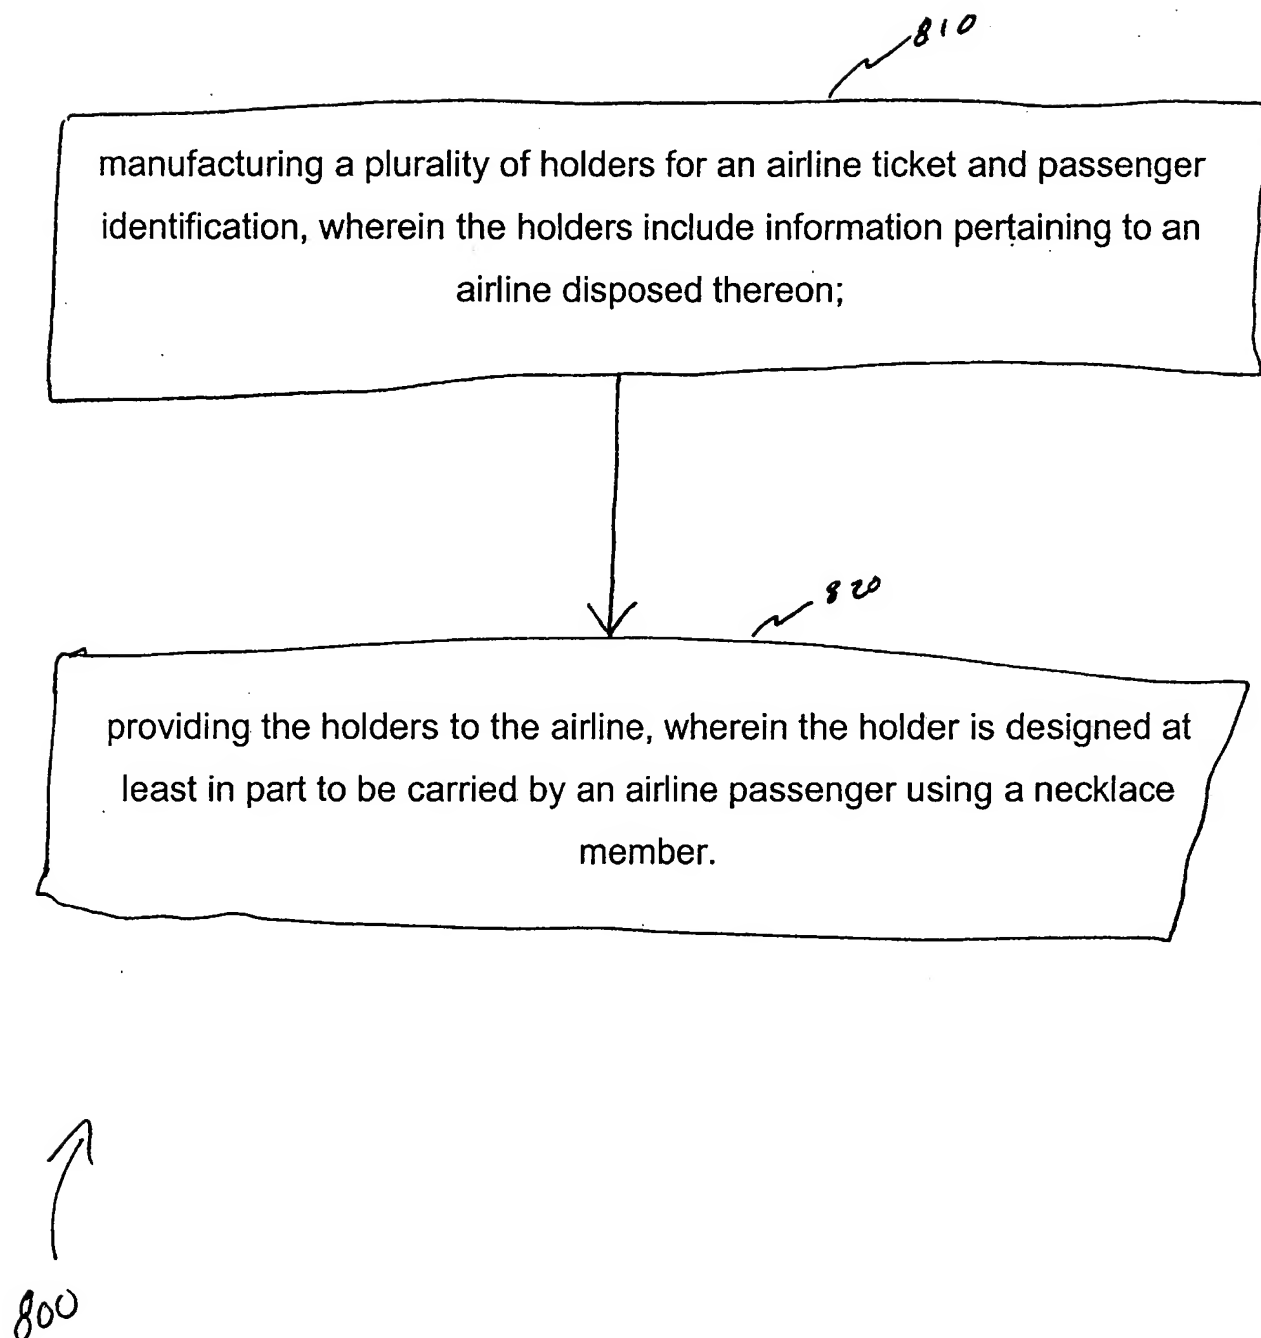 810
manufacturing a plurality of holders for an airline ticket and passenger
identification, wherein the holders include information pertaining to an
airline disposed thereon;
820
providing the holders to the airline, wherein the holder is designed at
least in part to be carried by an airline passenger using a necklace
member.
800